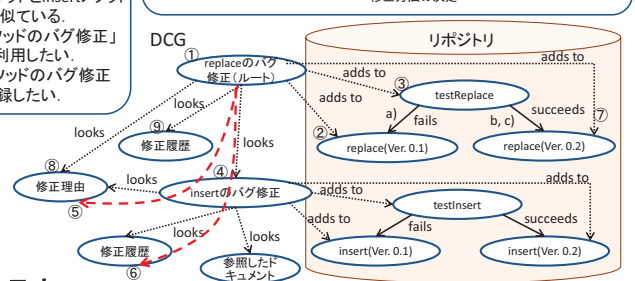 似ている.
ッドのバグ修正」
利用したい.
ソッドのバグ修正
録したい.
DCG
リポジトリ
①
replaceのバグ
修正(ルート)
adds to
③
testReplace
adds to
looks
⑨
修正履歴
looks
②
a)
fails
b, c)
succeeds
⑦
replace(Ver. 0.1)
replace(Ver. 0.2)
⑧
修正理由
⑤
looks
④
insertのバグ修正
adds to
adds to
testInsert
adds to
looks
looks
fails
succeeds
修正履歴
⑥
参照したド
キュメント
insert(Ver. 0.1)
insert(Ver. 0.2)